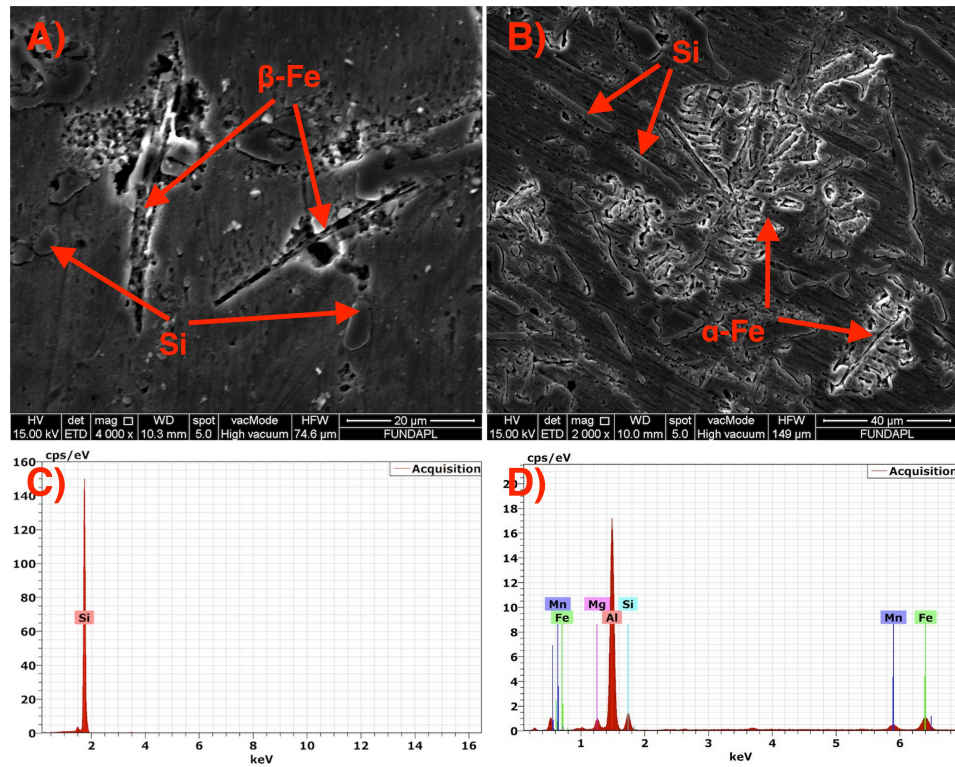 A)
β-Fe
Si
HV det mag □ WD spot vacMode HFW 20 µm
15.00 kV ETD 4 000 x 10.3 mm 5.0 High vacuum 74.6 µm FUNDAPL
B)
Si
α-Fe
HV det mag □ WD spot vacMode HFW 40 µm
15.00 kV ETD 2 000 x 10.0 mm 5.0 High vacuum 149 µm FUNDAPL
C)
cps/eV
Acquisition
160
140
120
100
80
60
40
20
0
Si
2 4 6 8 10 12 14 16
keV
D)
cps/eV
Acquisition
20
18
16
14
12
10
8
6
4
2
0
Mn Mg Si Mn Fe
Fe Al
1 2 3 4 5 6
keV